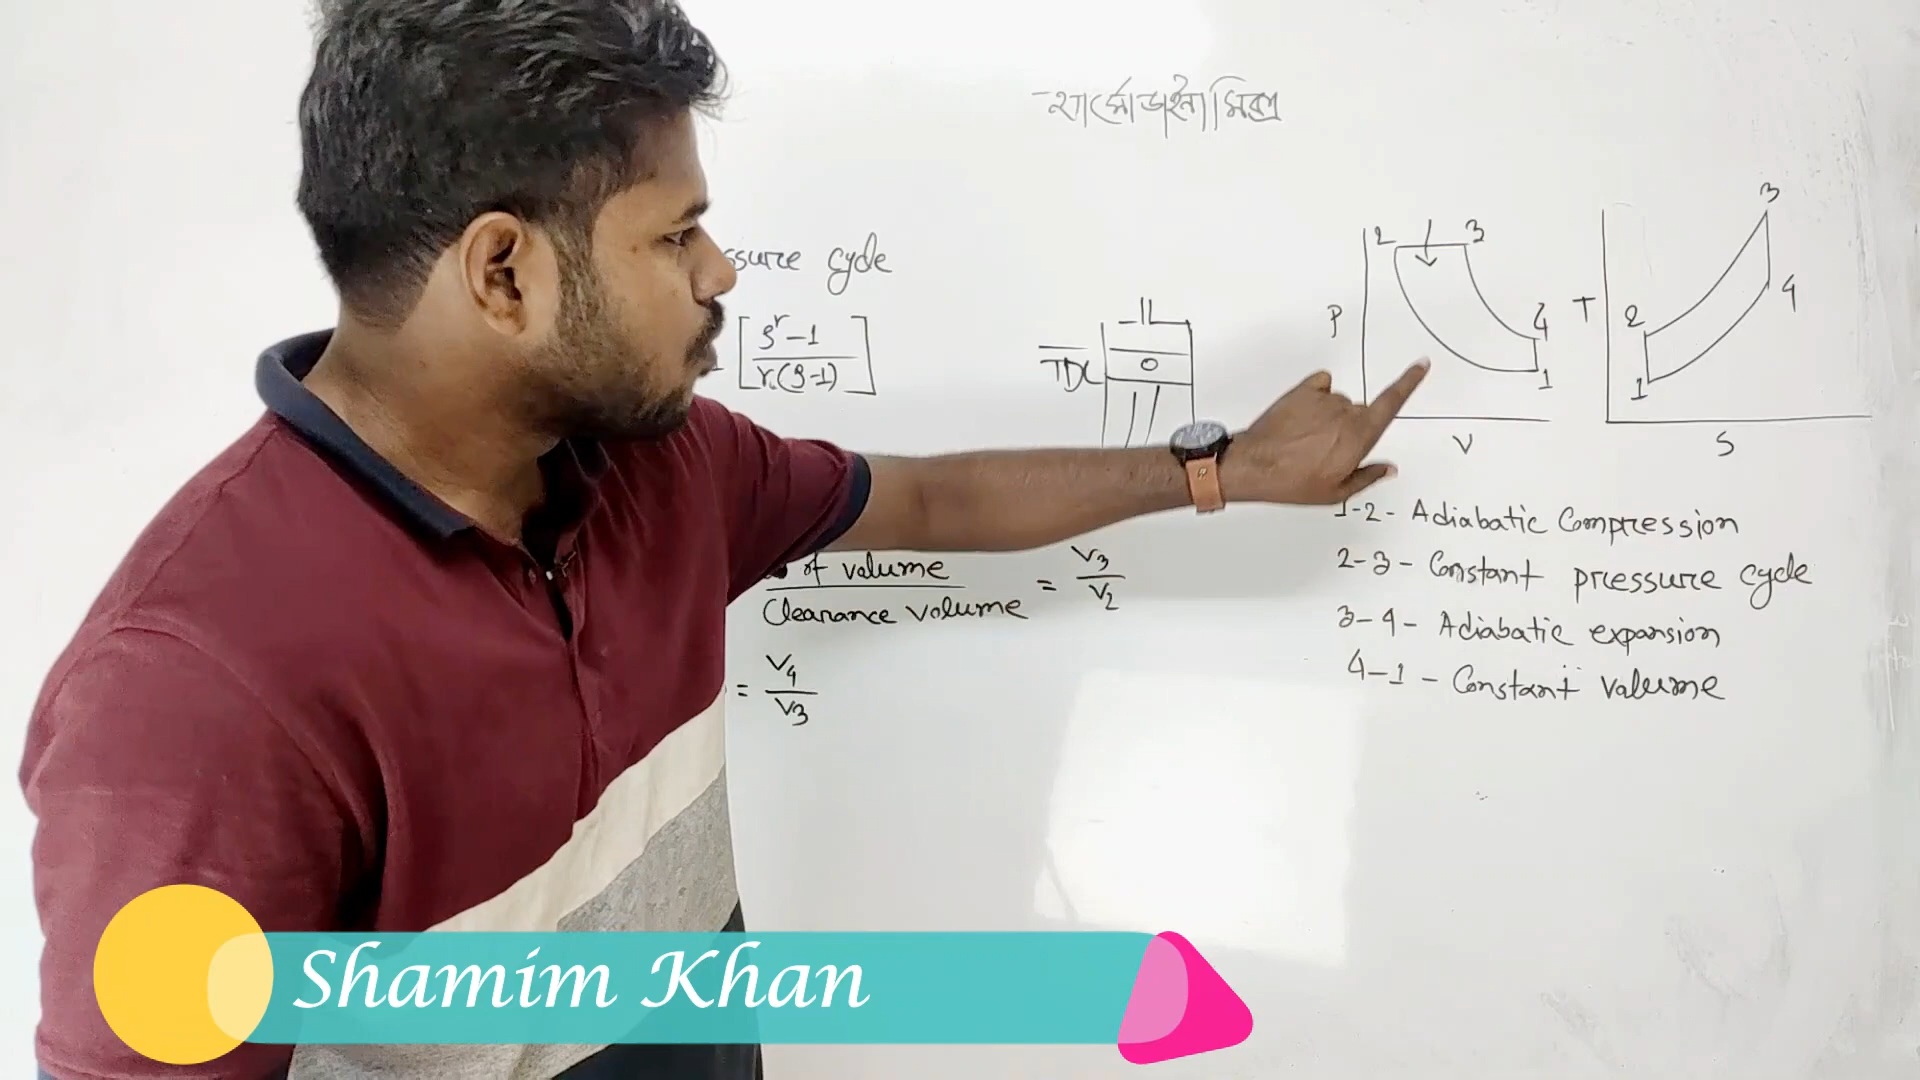 থার্মোডাইনামিক্স
ssure cycle
ρʳ-1
r(ρ-1)
TDC
of volume
Clearance volume
= V₃
V₂
= V₄
V₃
2 3
4
1
P
V
3
2
4
1
T
S
1-2- Adiabatic Compression
2-3- Constant pressure cycle
3-4- Adiabatic expansion
4-1 - Constant volume
Shamim Khan